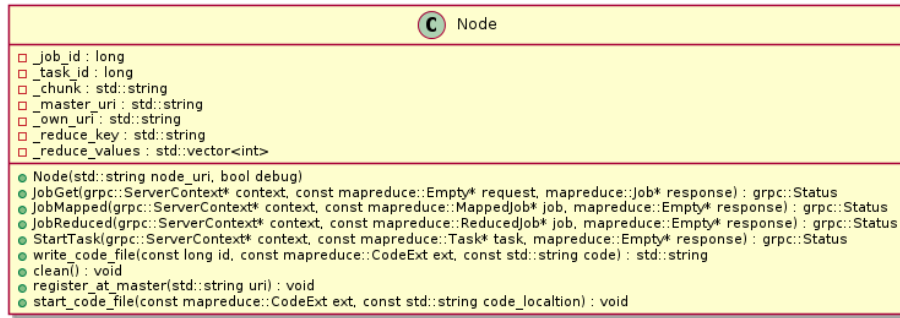 C Node
_job_id : long
_task_id : long
_chunk : std::string
_master_uri : std::string
_own_uri : std::string
_reduce_key : std::string
_reduce_values : std::vector<int>
Node(std::string node_uri, bool debug)
JobGet(grpc::ServerContext* context, const mapreduce::Empty* request, mapreduce::Job* response) : grpc::Status
JobMapped(grpc::ServerContext* context, const mapreduce::MappedJob* job, mapreduce::Empty* response) : grpc::Status
JobReduced(grpc::ServerContext* context, const mapreduce::ReducedJob* job, mapreduce::Empty* response) : grpc::Status
StartTask(grpc::ServerContext* context, const mapreduce::Task* task, mapreduce::Empty* response) : grpc::Status
write_code_file(const long id, const mapreduce::CodeExt ext, const std::string code) : std::string
clean() : void
register_at_master(std::string uri) : void
start_code_file(const mapreduce::CodeExt ext, const std::string code_localtion) : void